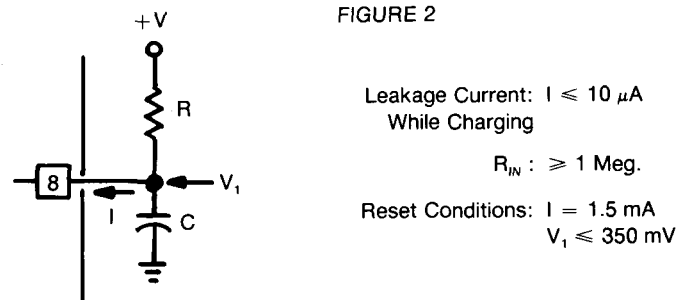 FIGURE 2
+V
R
8
I
V₁
C
Leakage Current: I ⩽ 10 μA
While Charging
R_IN : ⩾ 1 Meg.
Reset Conditions: I = 1.5 mA
V₁ ⩽ 350 mV